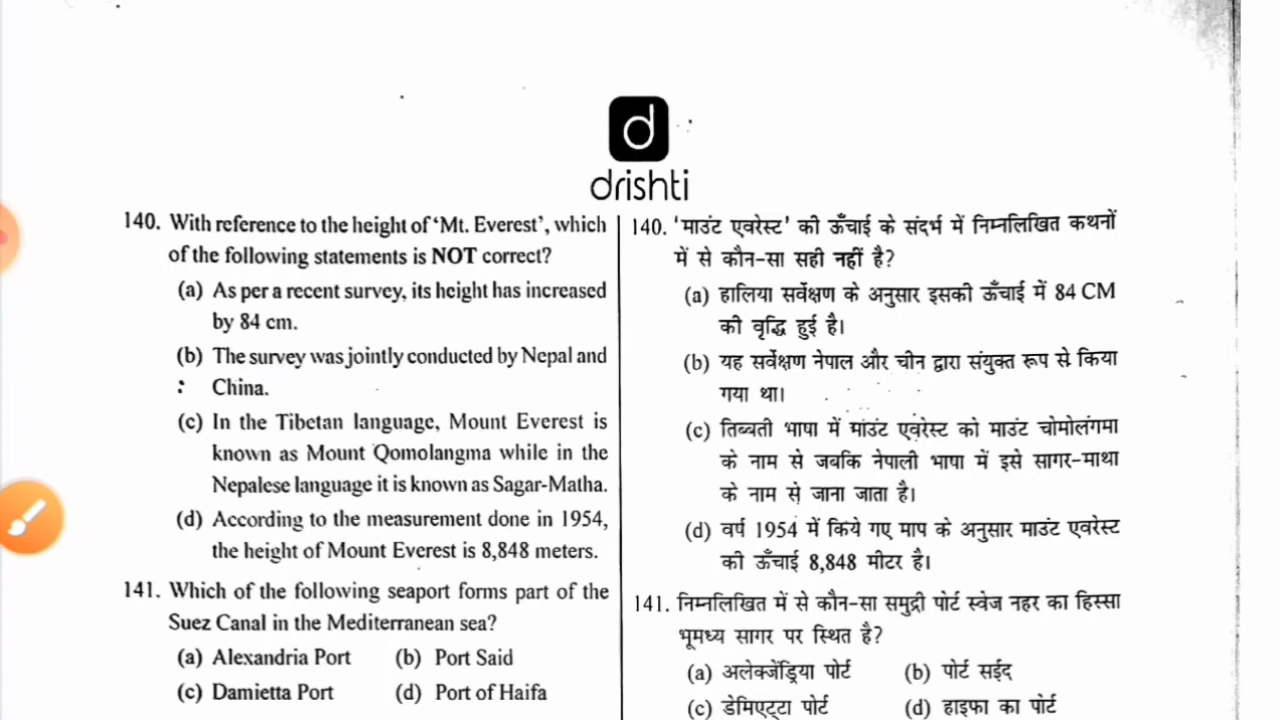 d
drishti
140. With reference to the height of ‘Mt. Everest’, which
of the following statements is NOT correct?
(a) As per a recent survey, its height has increased
by 84 cm.
(b) The survey was jointly conducted by Nepal and
: China.
(c) In the Tibetan language, Mount Everest is
known as Mount Qomolangma while in the
Nepalese language it is known as Sagar-Matha.
(d) According to the measurement done in 1954,
the height of Mount Everest is 8,848 meters.
141. Which of the following seaport forms part of the
Suez Canal in the Mediterranean sea?
(a) Alexandria Port (b) Port Said
(c) Damietta Port (d) Port of Haifa
140. 'माउंट एवरेस्ट' की ऊँचाई के संदर्भ में निम्नलिखित कथनों
में से कौन-सा सही नहीं है?
(a) हालिया सर्वेक्षण के अनुसार इसकी ऊँचाई में 84 CM
की वृद्धि हुई है।
(b) यह सर्वेक्षण नेपाल और चीन द्वारा संयुक्त रूप से किया
गया था।
(c) तिब्बती भाषा में मांउंट एवरेस्ट को माउंट चोमोलंगमा
के नाम से जबकि नेपाली भाषा में इसे सागर-माथा
के नाम से जाना जाता है।
(d) वर्ष 1954 में किये गए माप के अनुसार माउंट एवरेस्ट
की ऊँचाई 8,848 मीटर है।
141. निम्नलिखित में से कौन-सा समुद्री पोर्ट स्वेज नहर का हिस्सा
भूमध्य सागर पर स्थित है?
(a) अलेक्जेंड्रिया पोर्ट (b) पोर्ट सईद
(c) डेमिएट्टा पोर्ट (d) हाइफा का पोर्ट